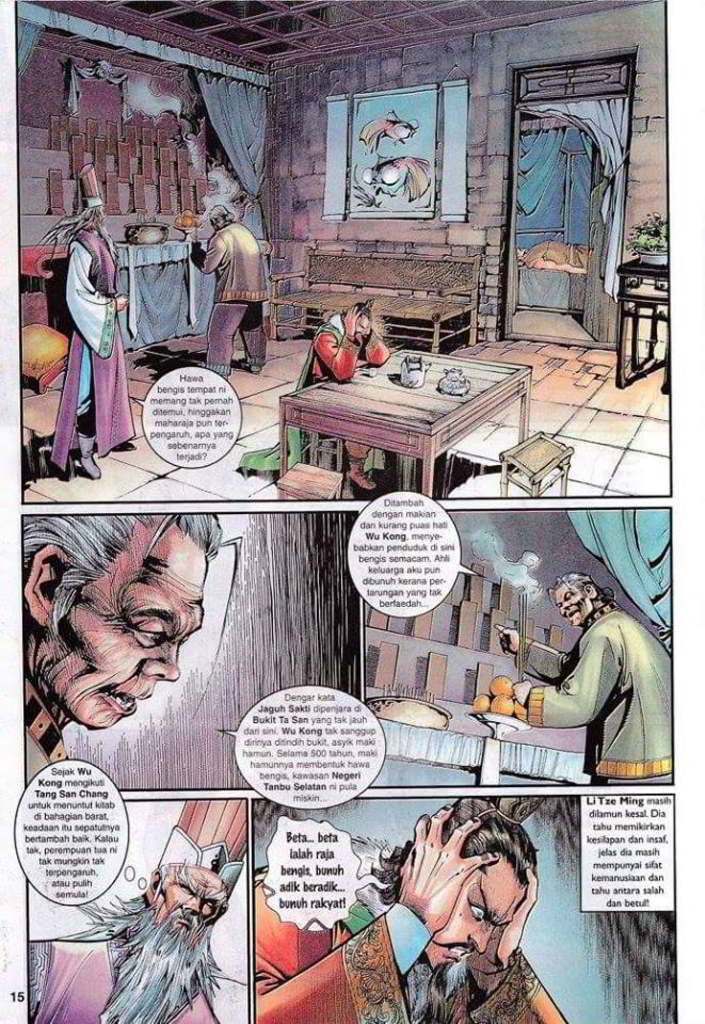 Hawa
bengis tempat ni
memang tak pernah
ditemui, hinggakan
maharaja pun ter-
pengaruh, apa yang
sebenarnya
terjadi?
Ditambah
dengan makian
dan kurang puas hati
Wu Kong, menye-
babkan penduduk di sini
bengis semacam. Ahli
keluarga aku pun
dibunuh kerana per-
tarungan yang tak
berfaedah...
Dengar kata
Jaguh Sakti dipenjara di
Bukit Ta San yang tak jauh
dari sini. Wu Kong tak sanggup
dirinya ditindih bukit, asyik maki
hamun. Selama 500 tahun, maki
hamunnya membentuk hawa
bengis, kawasan Negeri
Tanbu Selatan ni pula
miskin...
Sejak Wu
Kong mengikuti
Tang San Chang
untuk menuntut kitab
di bahagian barat,
keadaan itu sepatutnya
bertambah baik. Kalau
tak, perempuan tua ni
tak mungkin tak
terpengaruh,
atau pulih
semula!
Beta... beta
ialah raja
bengis, bunuh
adik beradik...
bunuh rakyat!
Li Tze Ming masih
dilamun kesal. Dia
tahu memikirkan
kesilapan dan insaf,
jelas dia masih
mempunyai sifat
kemanusiaan dan
tahu antara salah
dan betul!
15